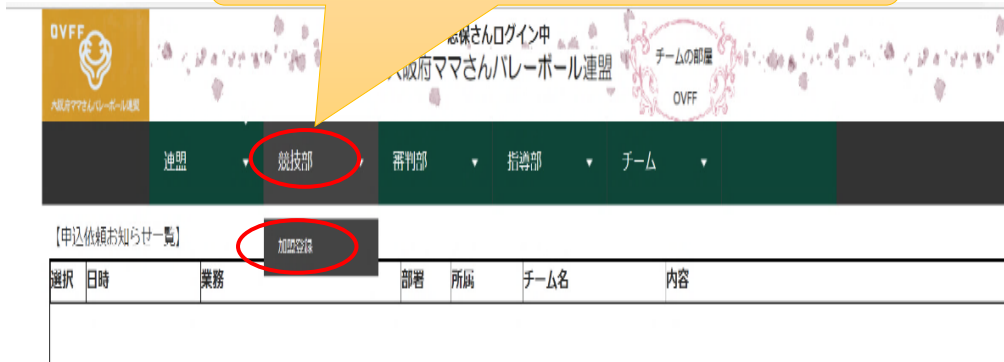 OVFF
大阪府ママさんバレーボール連盟
さんログイン中
大阪府ママさんバレーボール連盟
チームの部屋
OVFF
連盟 ▼ 競技部 ▼ 審判部 ▼ 指導部 ▼ チーム ▼
【申込依頼お知らせ一覧】
加盟登録
選択 日時 業務 部署 所属 チーム名 内容